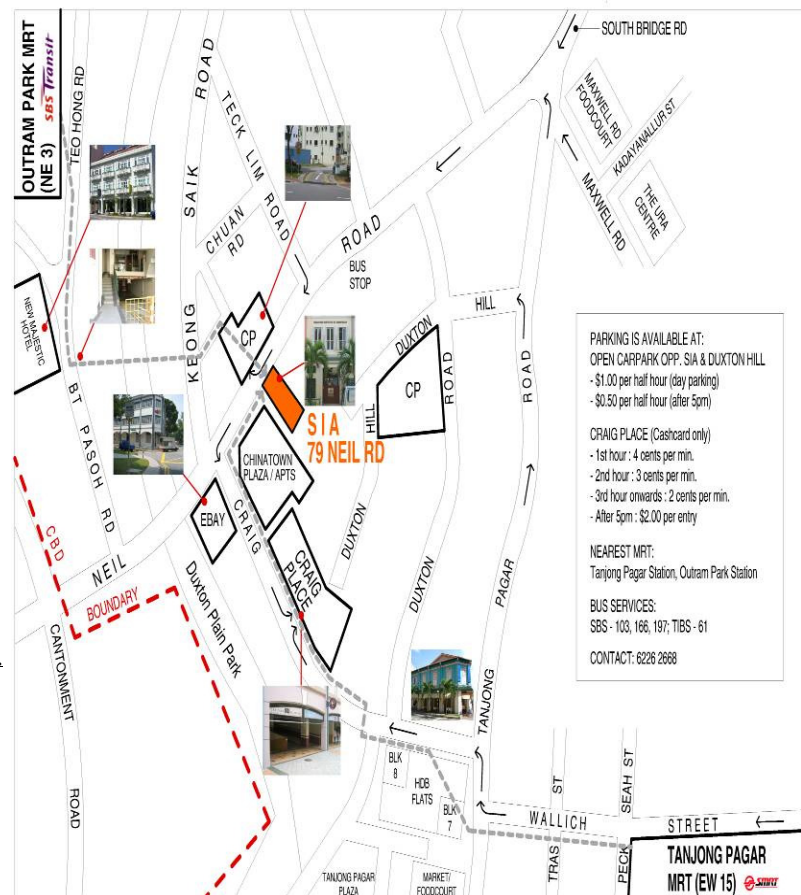 OUTRAM PARK MRT
(NE 3)
SBS Transit
TEO HONG RD
KEONG SAIK ROAD
TECK LIM ROAD
CHUAN
RD
SOUTH BRIDGE RD
MAXWELL RD
FOODCOURT
KADAYANALLUR ST
THE URA
CENTRE
MAXWELL RD
ROAD
BUS
STOP
HILL
DUXTON
NEW MAJESTIC
HOTEL
CP
CP
ROAD
ROAD
HILL
SIA
79 NEIL RD
BT PASOH RD
CHINATOWN
PLAZA / APTS
EBAY
CRAIG
CRAIG
PLACE
DUXTON
DUXTON
PAGAR
TANJONG
NEIL
CBD
BOUNDARY
Duxton Plain Park
CANTONMENT
ROAD
PARKING IS AVAILABLE AT:
OPEN CARPARK OPP. SIA & DUXTON HILL
- $1.00 per half hour (day parking)
- $0.50 per half hour (after 5pm)
CRAIG PLACE (Cashcard only)
- 1st hour : 4 cents per min.
- 2nd hour : 3 cents per min.
- 3rd hour onwards : 2 cents per min.
- After 5pm : $2.00 per entry
NEAREST MRT:
Tanjong Pagar Station, Outram Park Station
BUS SERVICES:
SBS - 103, 166, 197; TIBS - 61
CONTACT: 6226 2668
BLK
8
HDB
FLATS
BLK
7
WALLICH
STREET
TRAS ST
PECK SEAH ST
TANJONG PAGAR
MRT (EW 15)
SMRT
TANJONG PAGAR
PLAZA
MARKET/
FOODCOURT